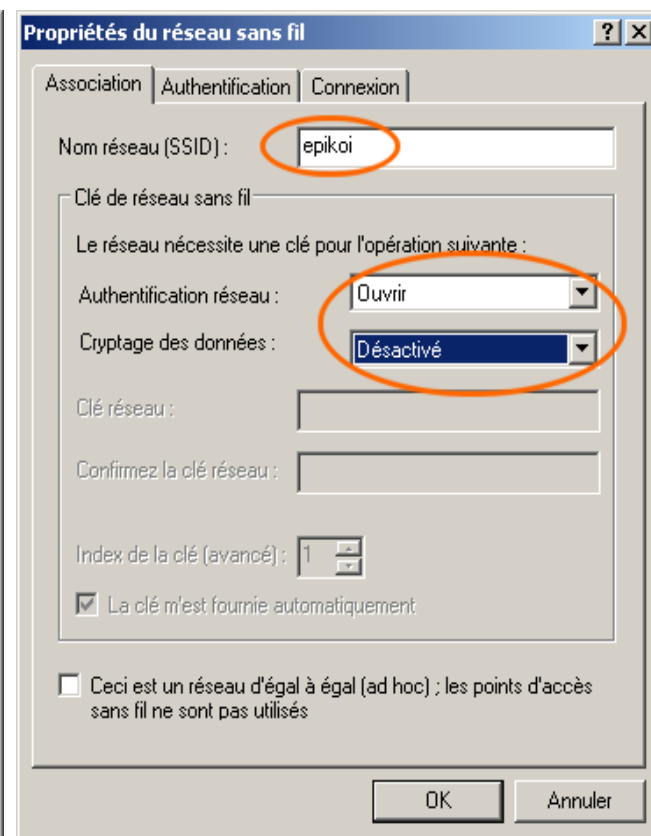 Propriétés du réseau sans fil
Association Authentification Connexion
Nom réseau (SSID) : epikoi
Clé de réseau sans fil
Le réseau nécessite une clé pour l'opération suivante :
Authentification réseau : Ouvrir
Cryptage des données : Désactivé
Clé réseau :
Confirmez la clé réseau :
Index de la clé (avancé) : 1
La clé m'est fournie automatiquement
Ceci est un réseau d'égal à égal (ad hoc) ; les points d'accès
sans fil ne sont pas utilisés
OK Annuler